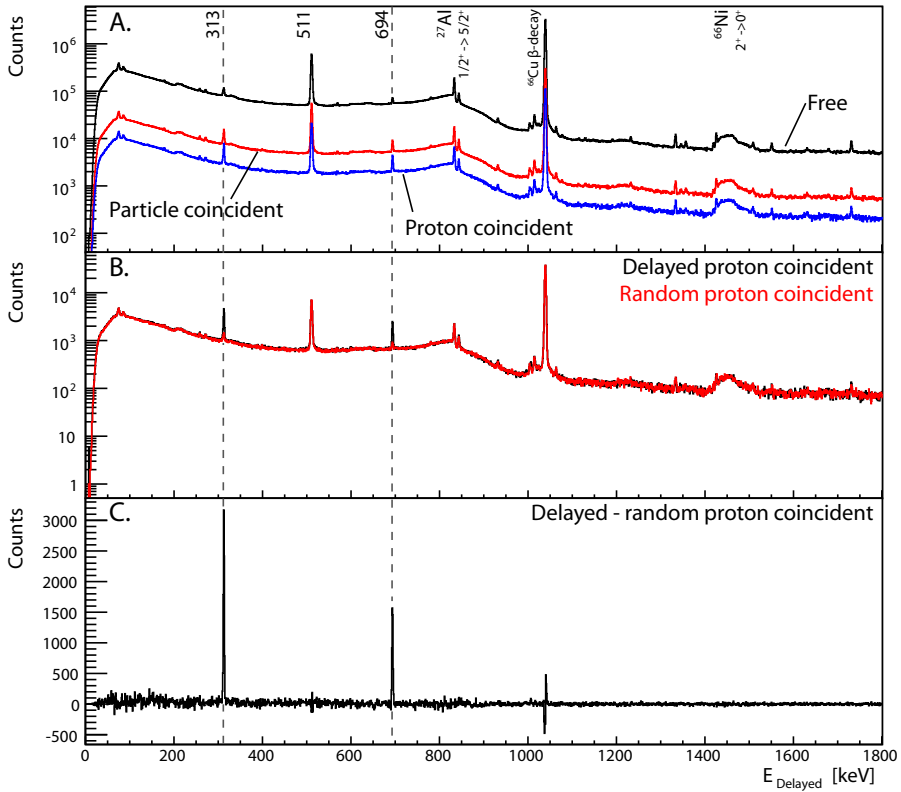 Counts
10⁶
10⁵
10⁴
10³
10²
A.
313
511
694
²⁷Al
1/2⁺ -> 5/2⁺
⁶⁶Cu β-decay
⁶⁶Ni
2⁺ ->0⁺
Free
Particle coincident
Proton coincident
Counts
10⁴
10³
10²
10
1
B.
Delayed proton coincident
Random proton coincident
Counts
3000
2500
2000
1500
1000
500
0
-500
C.
Delayed - random proton coincident
0 200 400 600 800 1000 1200 1400 1600 1800
E Delayed [keV]